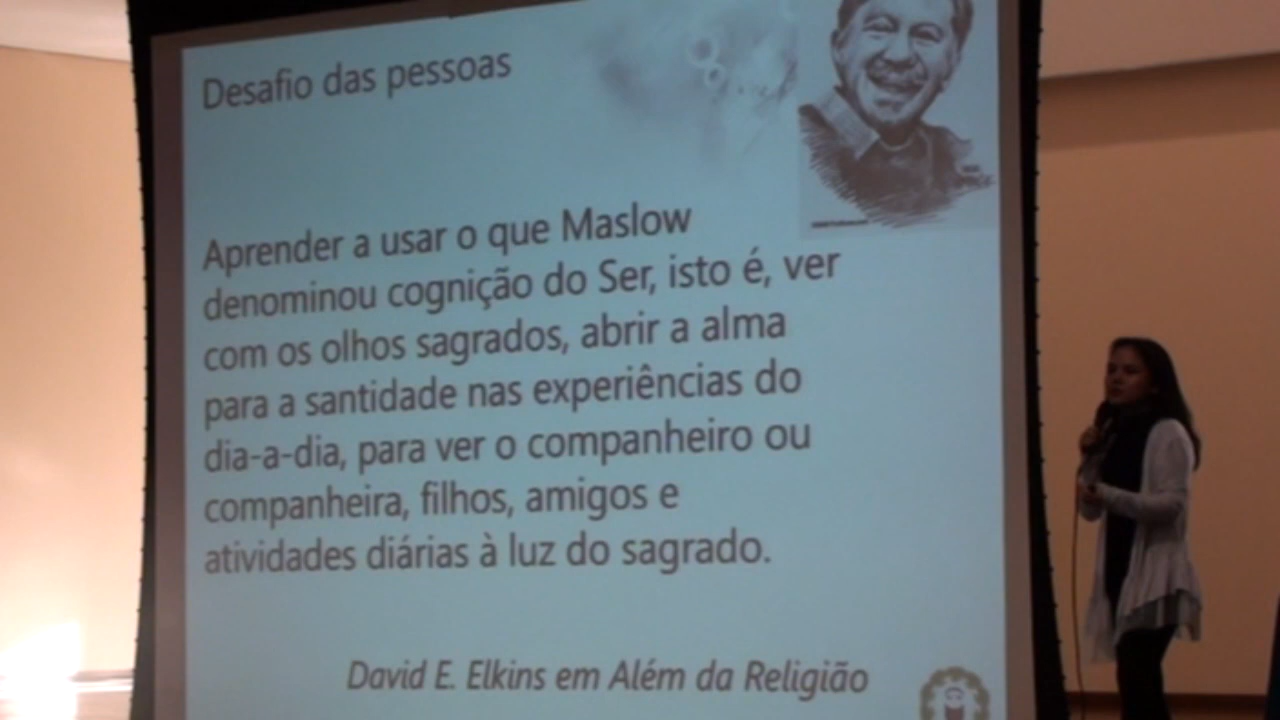 Desafio das pessoas
Aprender a usar o que Maslow
denominou cognição do Ser, isto é, ver
com os olhos sagrados, abrir a alma
para a santidade nas experiências do
dia-a-dia, para ver o companheiro ou
companheira, filhos, amigos e
atividades diárias à luz do sagrado.
David E. Elkins em Além da Religião